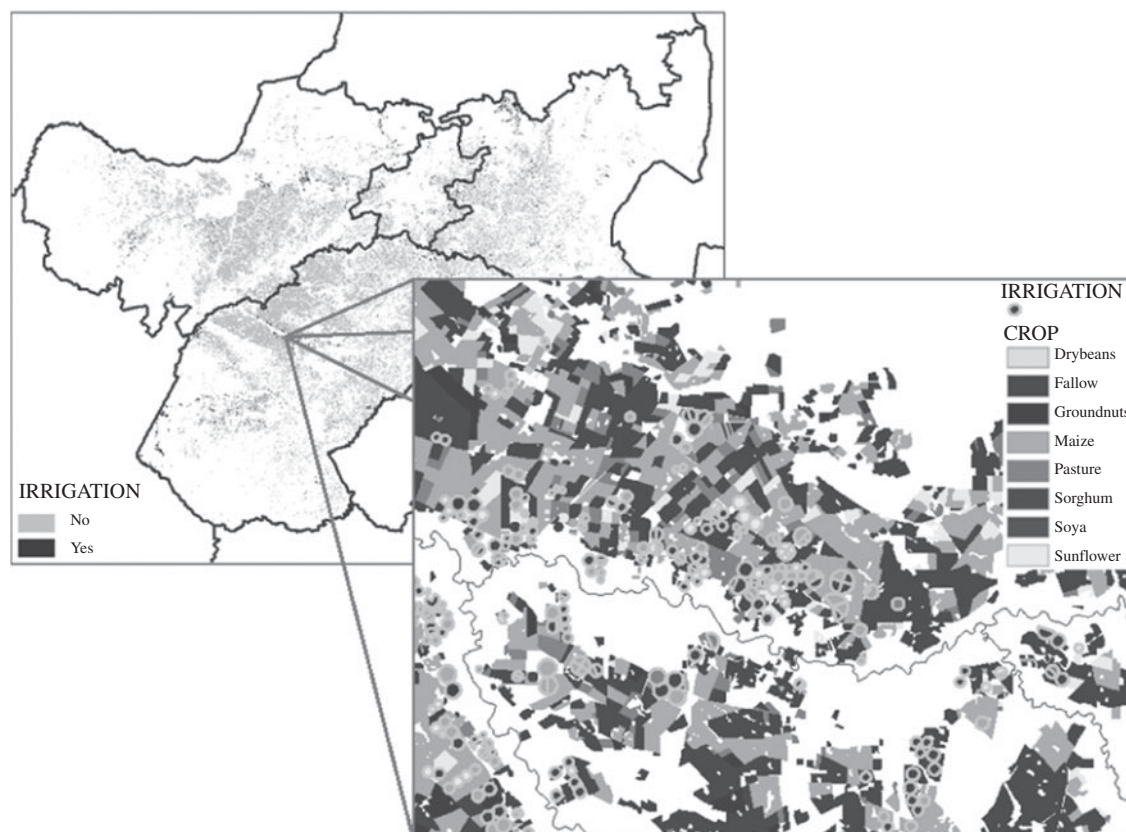 IRRIGATION
No
Yes
IRRIGATION
CROP
Drybeans
Fallow
Groundnuts
Maize
Pasture
Sorghum
Soya
Sunflower